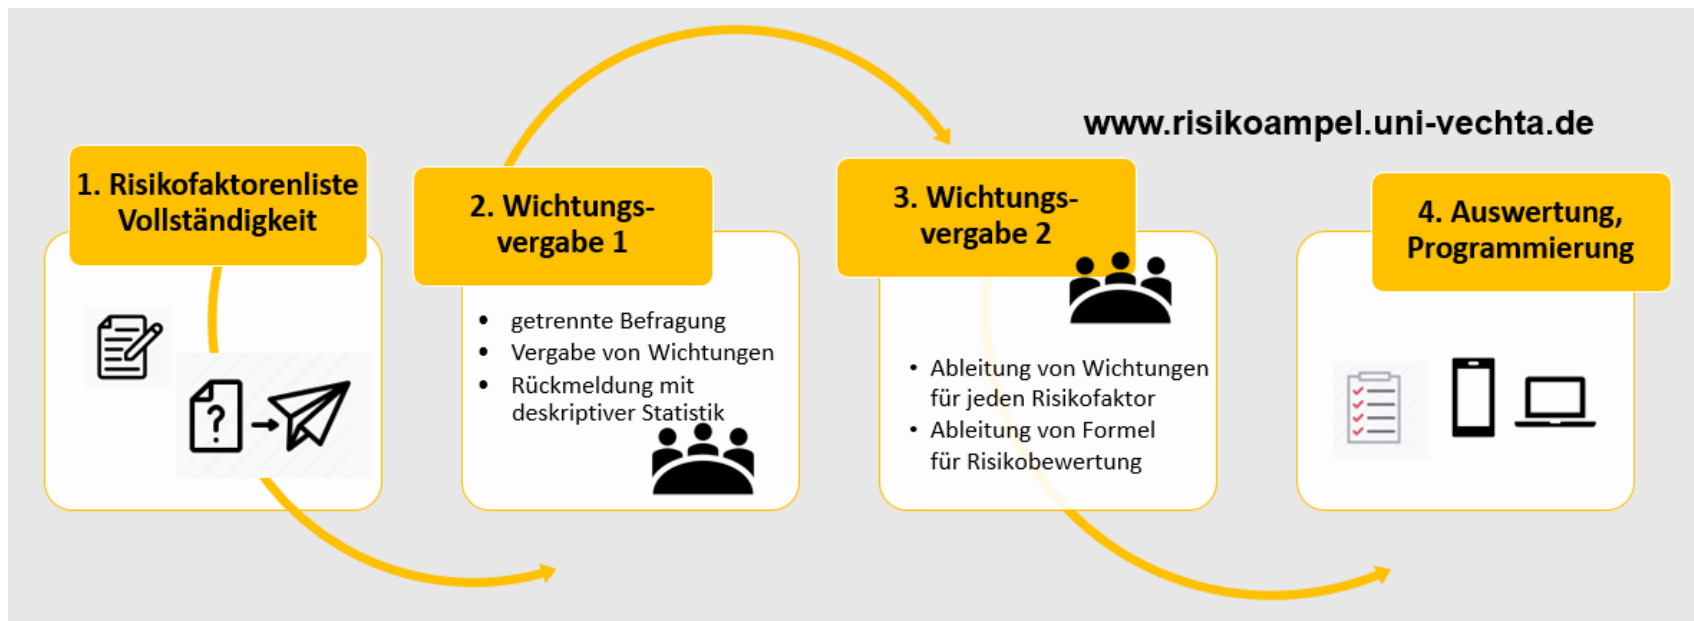 www.risikoampel.uni-vechta.de
1. Risikofaktorenliste
Vollständigkeit
?
2. Wichtungs-
vergabe 1
• getrennte Befragung
• Vergabe von Wichtungen
• Rückmeldung mit
deskriptiver Statistik
3. Wichtungs-
vergabe 2
• Ableitung von Wichtungen
für jeden Risikofaktor
• Ableitung von Formel
für Risikobewertung
4. Auswertung,
Programmierung